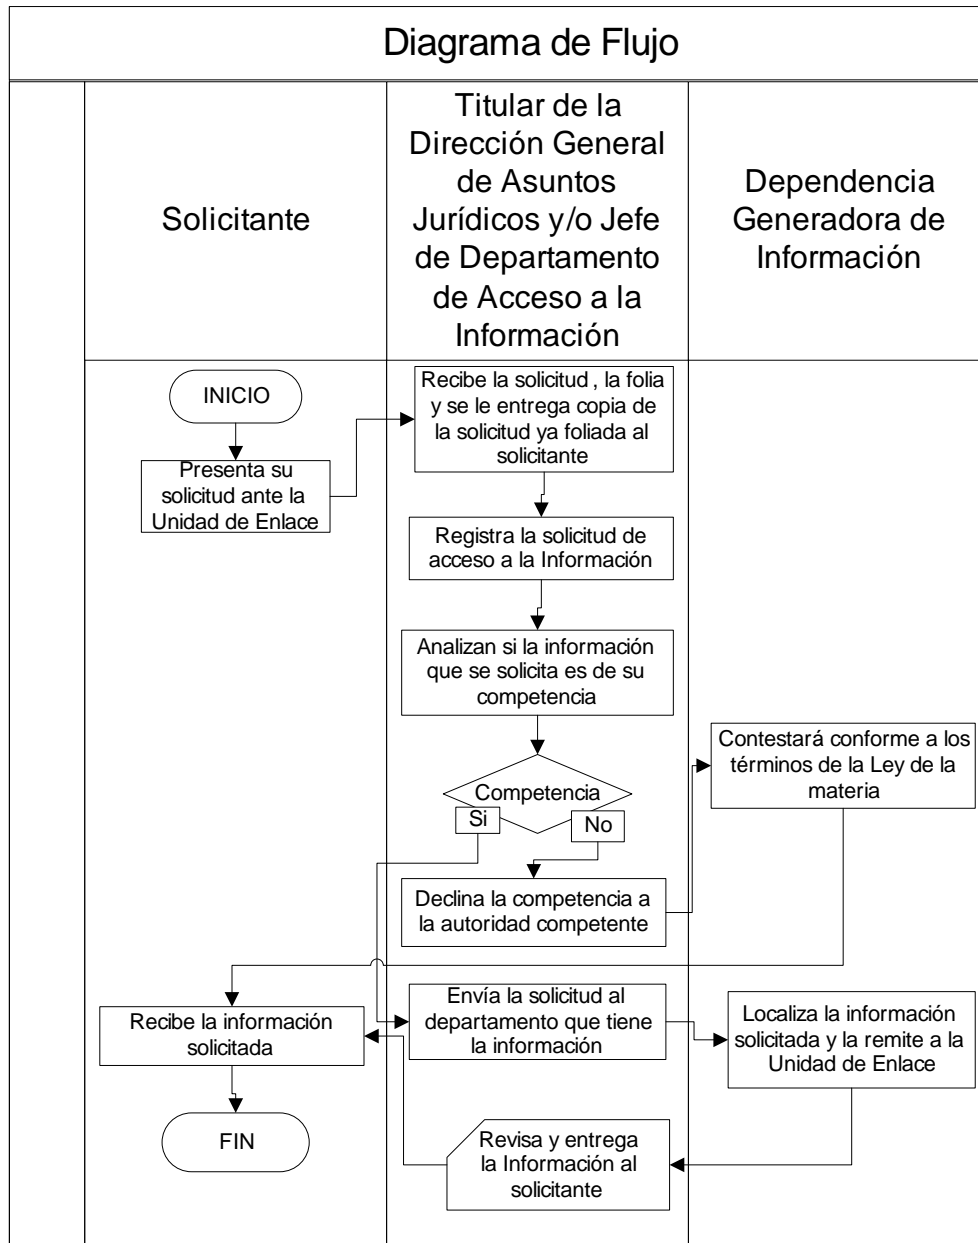 Diagrama de Flujo
Solicitante
Titular de la
Dirección General
de Asuntos
Jurídicos y/o Jefe
de Departamento
de Acceso a la
Información
Dependencia
Generadora de
Información
INICIO
Presenta su
solicitud ante la
Unidad de Enlace
Recibe la solicitud , la folia
y se le entrega copia de
la solicitud ya foliada al
solicitante
Registra la solicitud de
acceso a la Información
Analizan si la información
que se solicita es de su
competencia
Competencia
Si
No
Declina la competencia a
la autoridad competente
Contestará conforme a los
términos de la Ley de la
materia
Envía la solicitud al
departamento que tiene
la información
Localiza la información
solicitada y la remite a la
Unidad de Enlace
Revisa y entrega
la Información al
solicitante
Recibe la información
solicitada
FIN